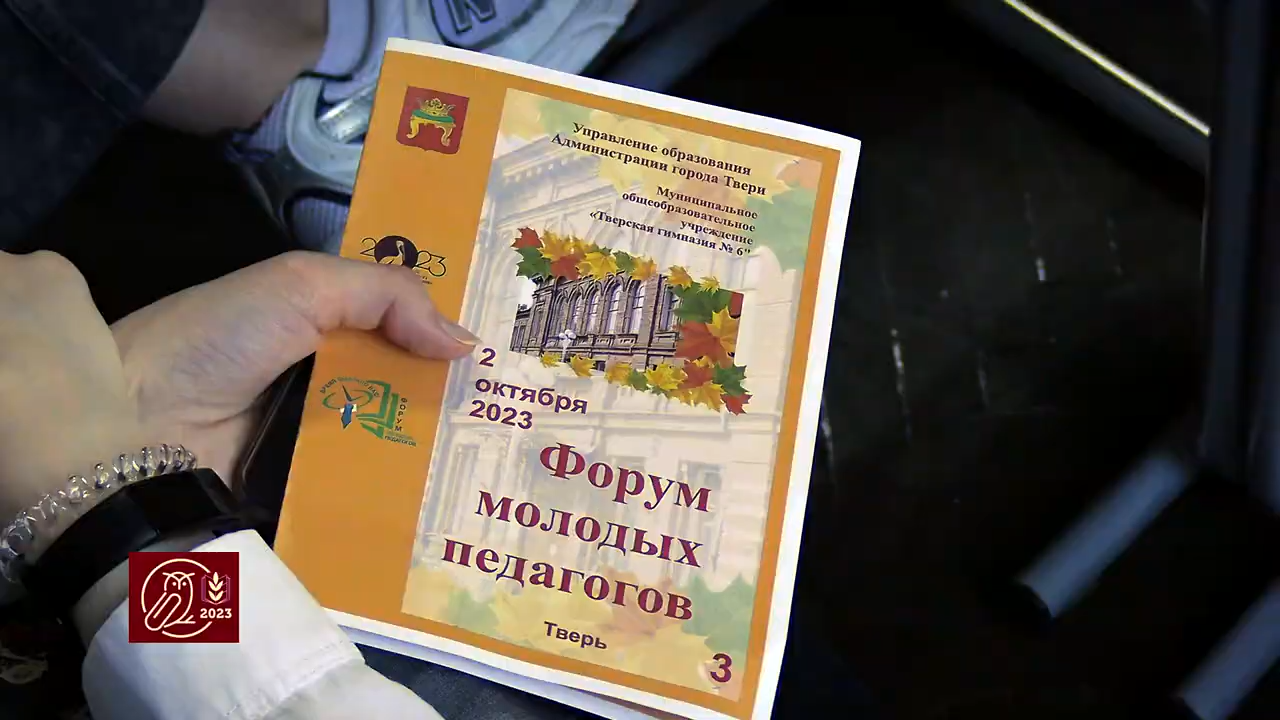 Управление образования
Администрации города Твери
Муниципальное
общеобразовательное
учреждение
«Тверская гимназия № 6"
2023
2
октября
2023
ФОРУМ
Форум
молодых
педагогов
Тверь
3
2023
N